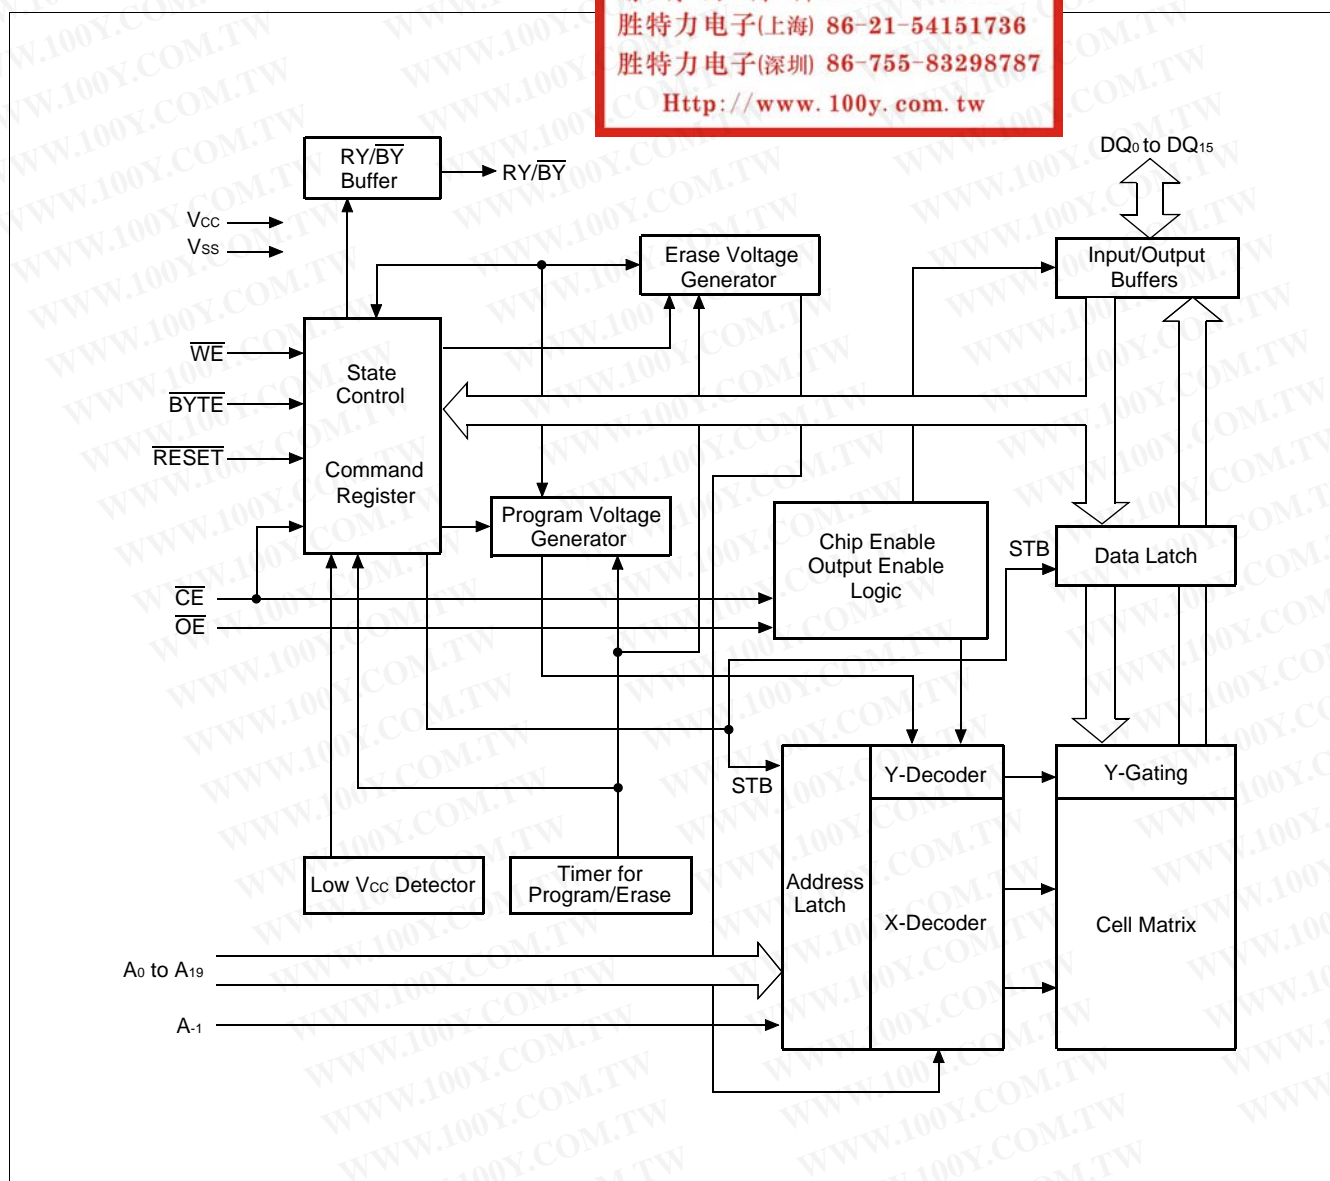 胜特力电子(上海) 86-21-54151736
胜特力电子(深圳) 86-755-83298787
Http://www.100y.com.tw
RY/BY
Buffer
RY/BY
DQ0 to DQ15
VCC
VSS
Erase Voltage
Generator
Input/Output
Buffers
WE
BYTE
RESET
State
Control
Command
Register
Program Voltage
Generator
Chip Enable
Output Enable
Logic
STB
Data Latch
CE
OE
STB
Y-Decoder
Y-Gating
Low VCC Detector
Timer for
Program/Erase
Address
Latch
X-Decoder
Cell Matrix
A0 to A19
A-1
WWW.100Y.COM.TW